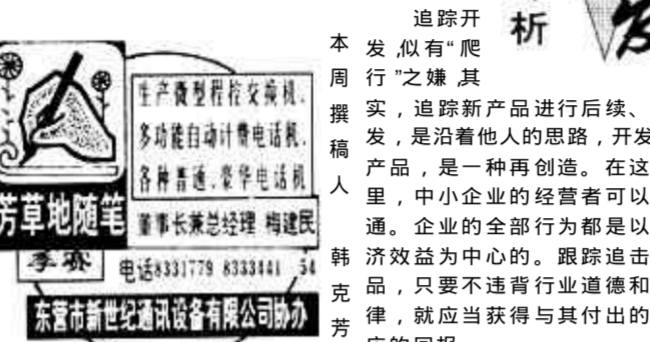 生产微型程控交换机、
多功能自动计费电话机、
各种普通、豪华电话机
芳草地随笔
董事长兼总经理 梅建民
电话8331779 8333441 54
东营市新世纪通讯设备有限公司协办
本周撰稿人 韩克芳
析
追踪开
发,似有“爬
行”之嫌,其
实，追踪新产品进行后续、
发，是沿着他人的思路，开发
产品，是一种再创造。在这
里，中小企业的经营者可以
通。企业的全部行为都是以
济效益为中心的。跟踪追击
品，只要不违背行业道德和
律，就应当获得与其付出的
应的回报